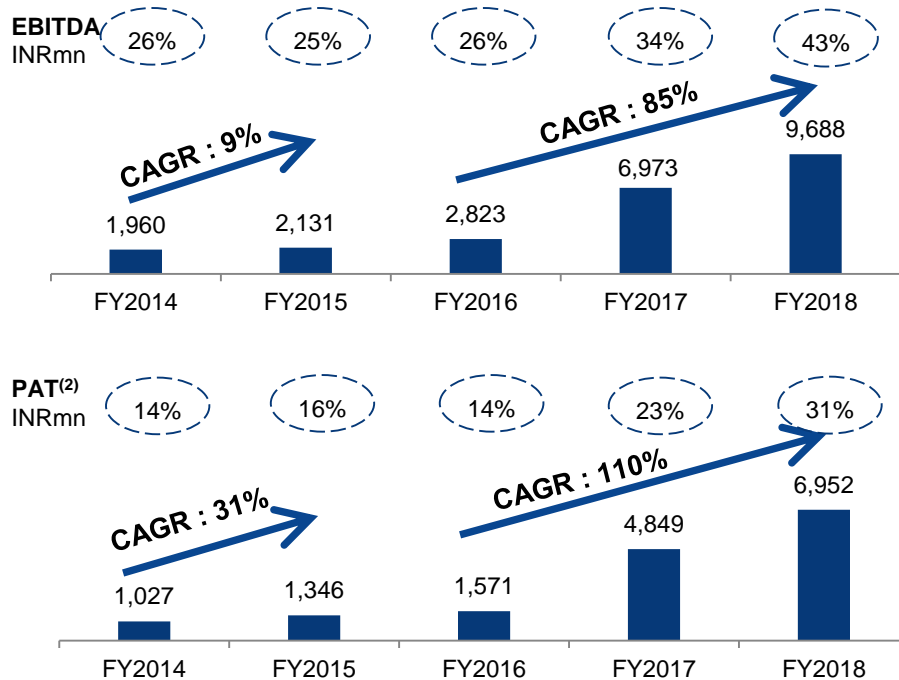 EBITDA
INRmn
26%
25%
26%
34%
43%
CAGR : 9%
CAGR : 85%
1,960
2,131
2,823
6,973
9,688
FY2014
FY2015
FY2016
FY2017
FY2018
PAT(2)
INRmn
14%
16%
14%
23%
31%
CAGR : 31%
CAGR : 110%
1,027
1,346
1,571
4,849
6,952
FY2014
FY2015
FY2016
FY2017
FY2018